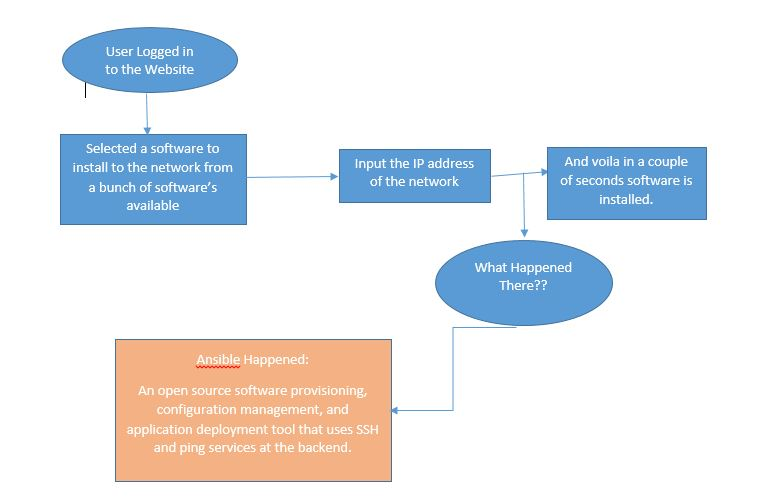 User Logged in
to the Website
Selected a software to
install to the network from
a bunch of software's
available
Input the IP address
of the network
And voila in a couple
of seconds software is
installed.
What Happened
There??
Ansible Happened:
An open source software provisioning,
configuration management, and
application deployment tool that uses SSH
and ping services at the backend.